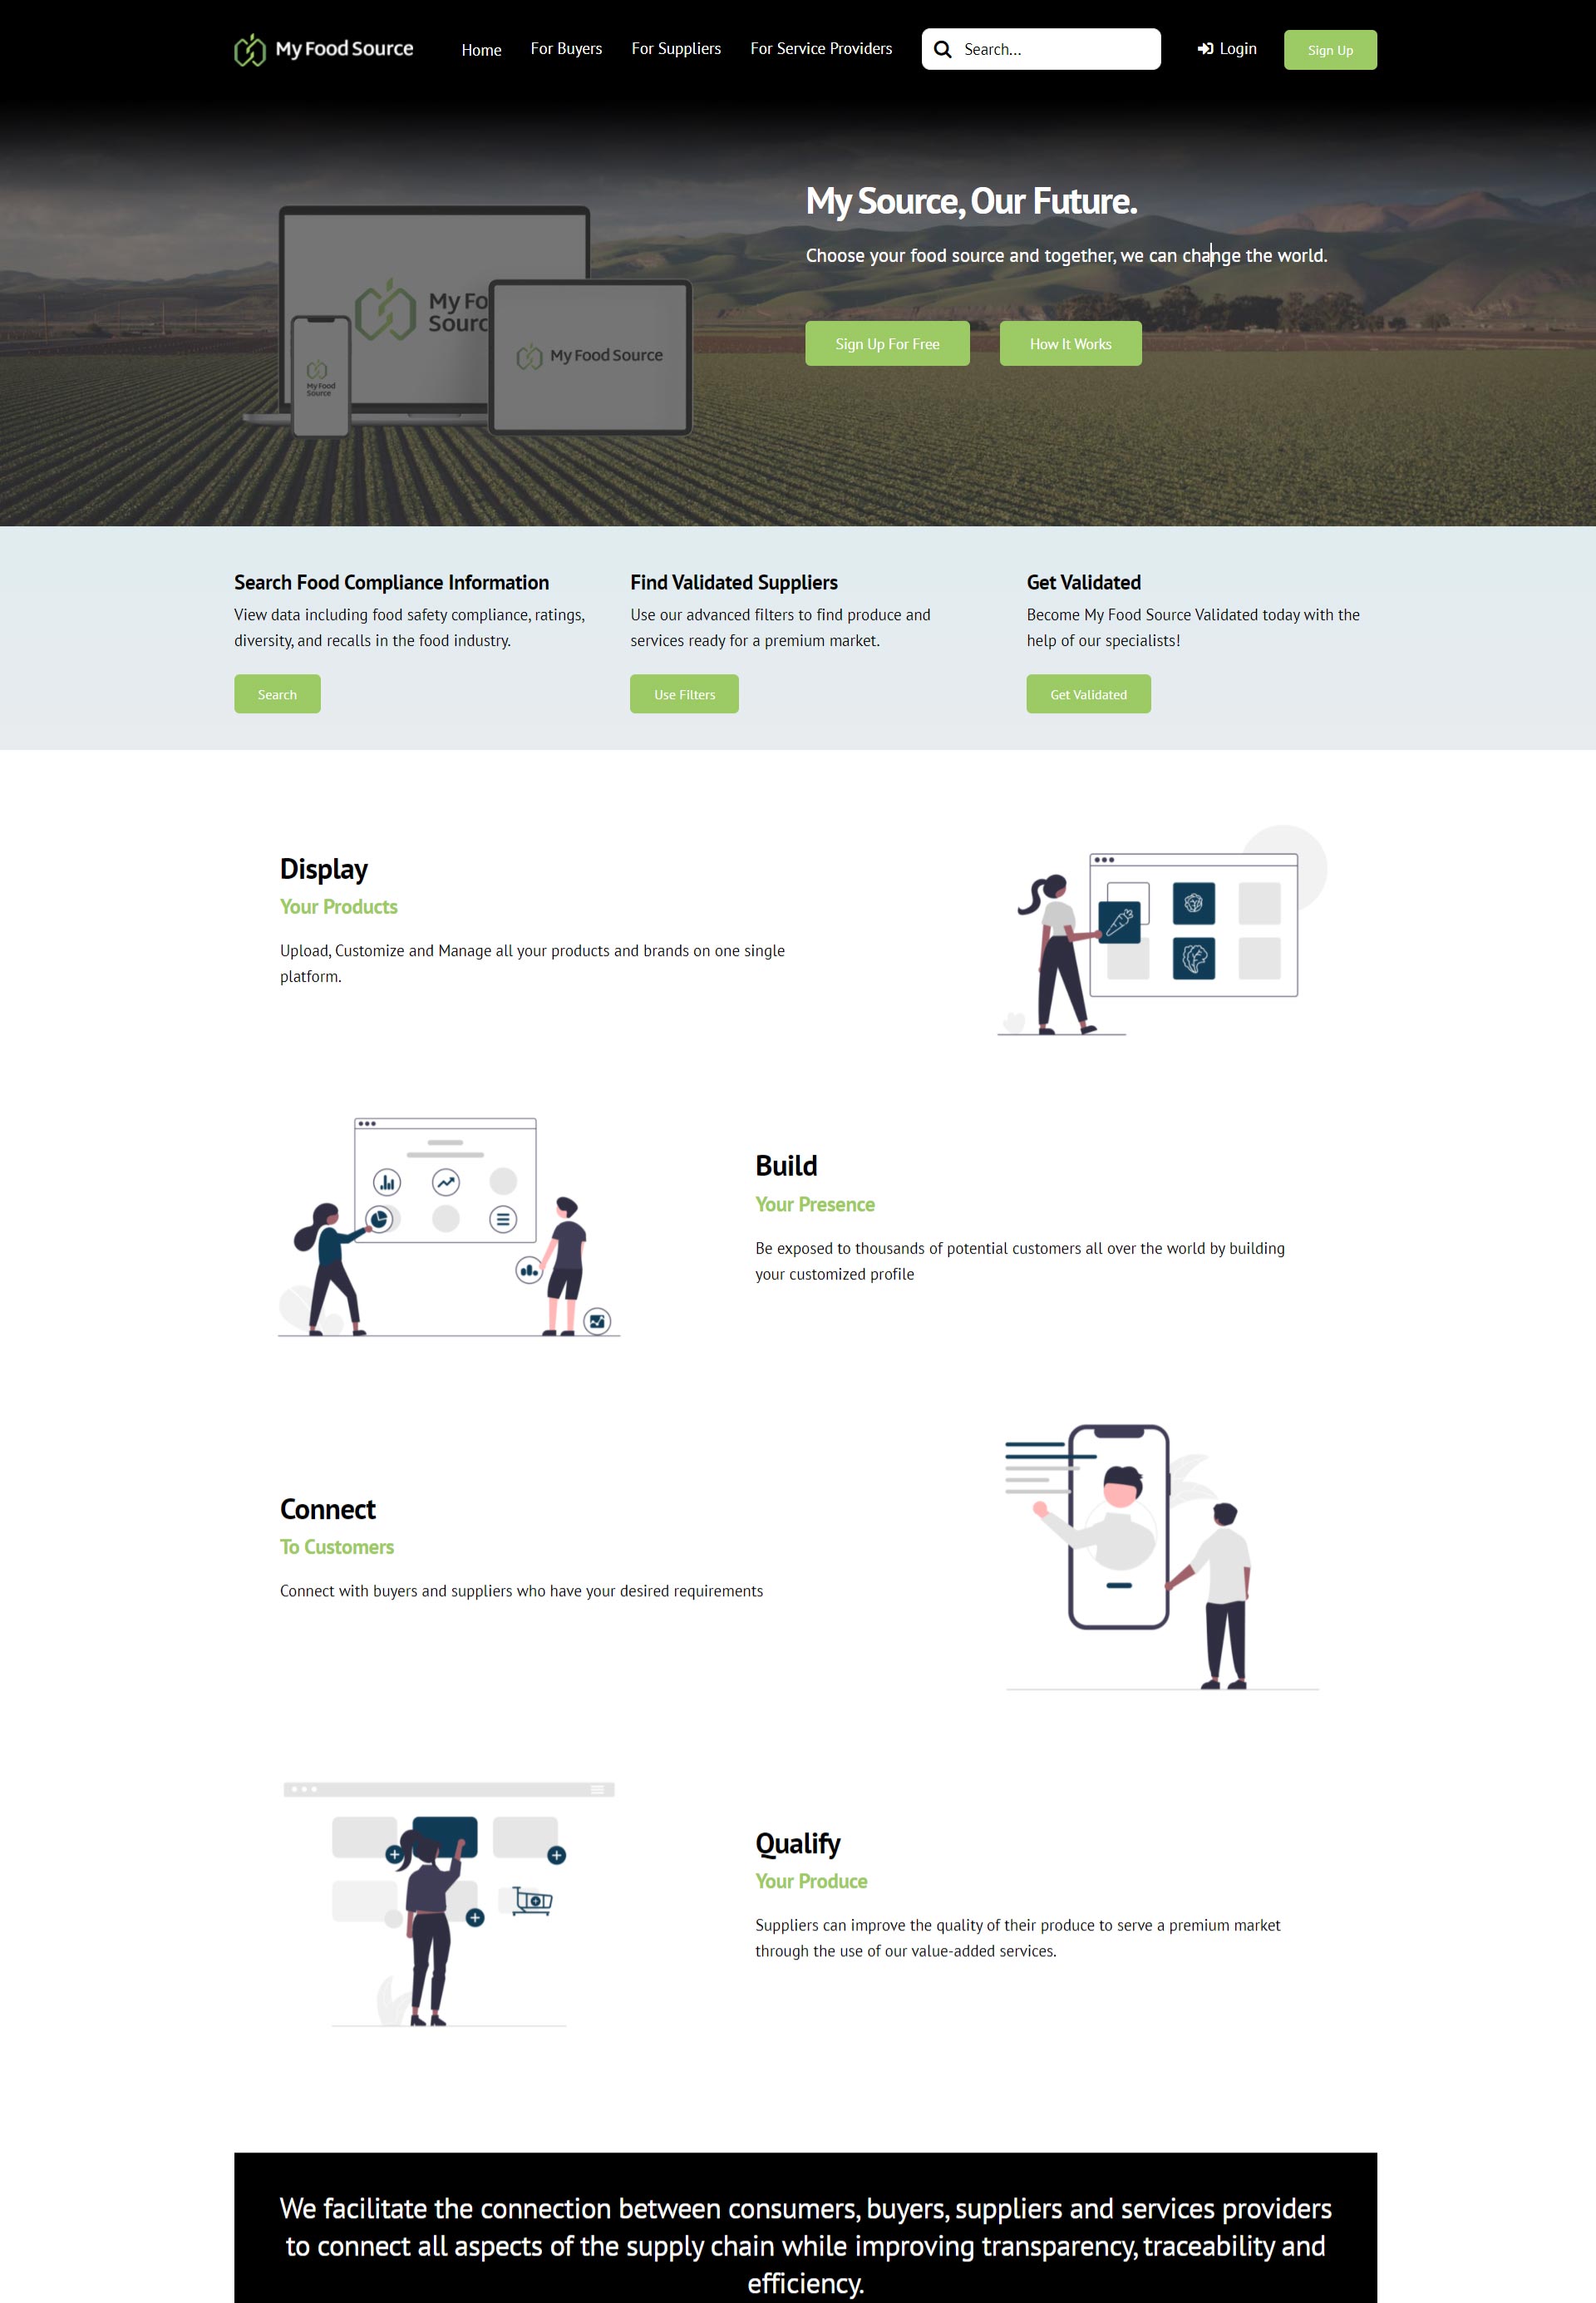 My Food Source
Home
For Buyers
For Suppliers
For Service Providers
Search...
Login
Sign Up
My Source, Our Future.
Choose your food source and together, we can change the world.
Sign Up For Free
How It Works
My Fo
Sourc
My Food Source
My Food
Source
Search Food Compliance Information
View data including food safety compliance, ratings,
diversity, and recalls in the food industry.
Search
Find Validated Suppliers
Use our advanced filters to find produce and
services ready for a premium market.
Use Filters
Get Validated
Become My Food Source Validated today with the
help of our specialists!
Get Validated
Display
Your Products
Upload, Customize and Manage all your products and brands on one single
platform.
Build
Your Presence
Be exposed to thousands of potential customers all over the world by building
your customized profile
Connect
To Customers
Connect with buyers and suppliers who have your desired requirements
Qualify
Your Produce
Suppliers can improve the quality of their produce to serve a premium market
through the use of our value-added services.
We facilitate the connection between consumers, buyers, suppliers and services providers
to connect all aspects of the supply chain while improving transparency, traceability and
efficiency.